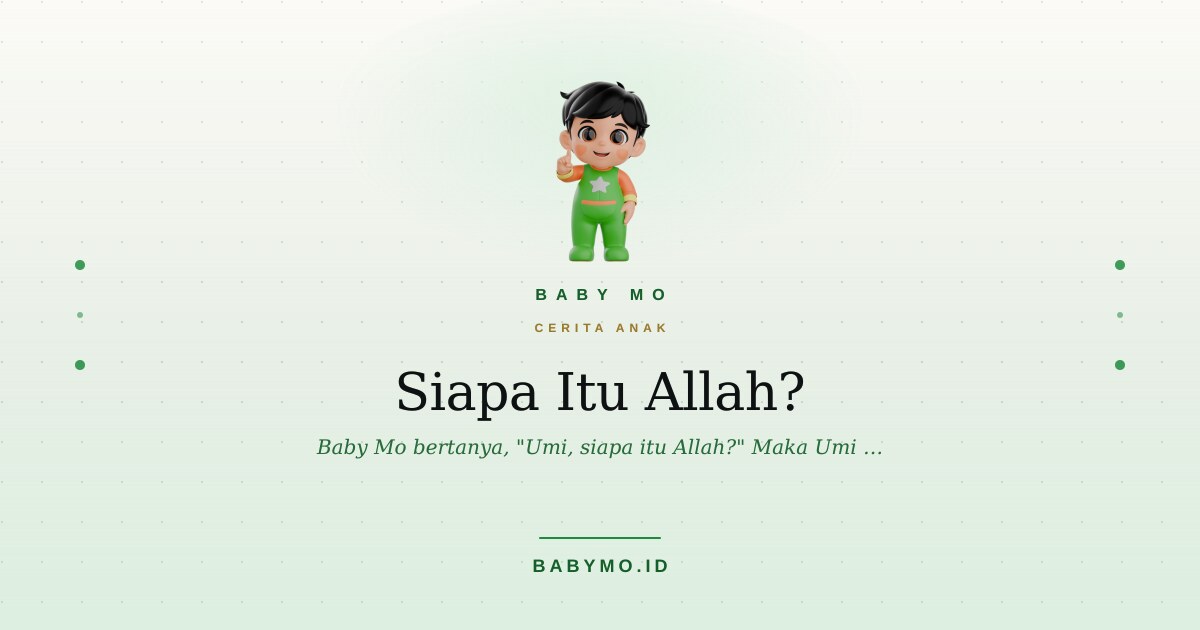 BABY MO
CERITA ANAK
Siapa Itu Allah?
Baby Mo bertanya, "Umi, siapa itu Allah?" Maka Umi ...
BABYMO.ID